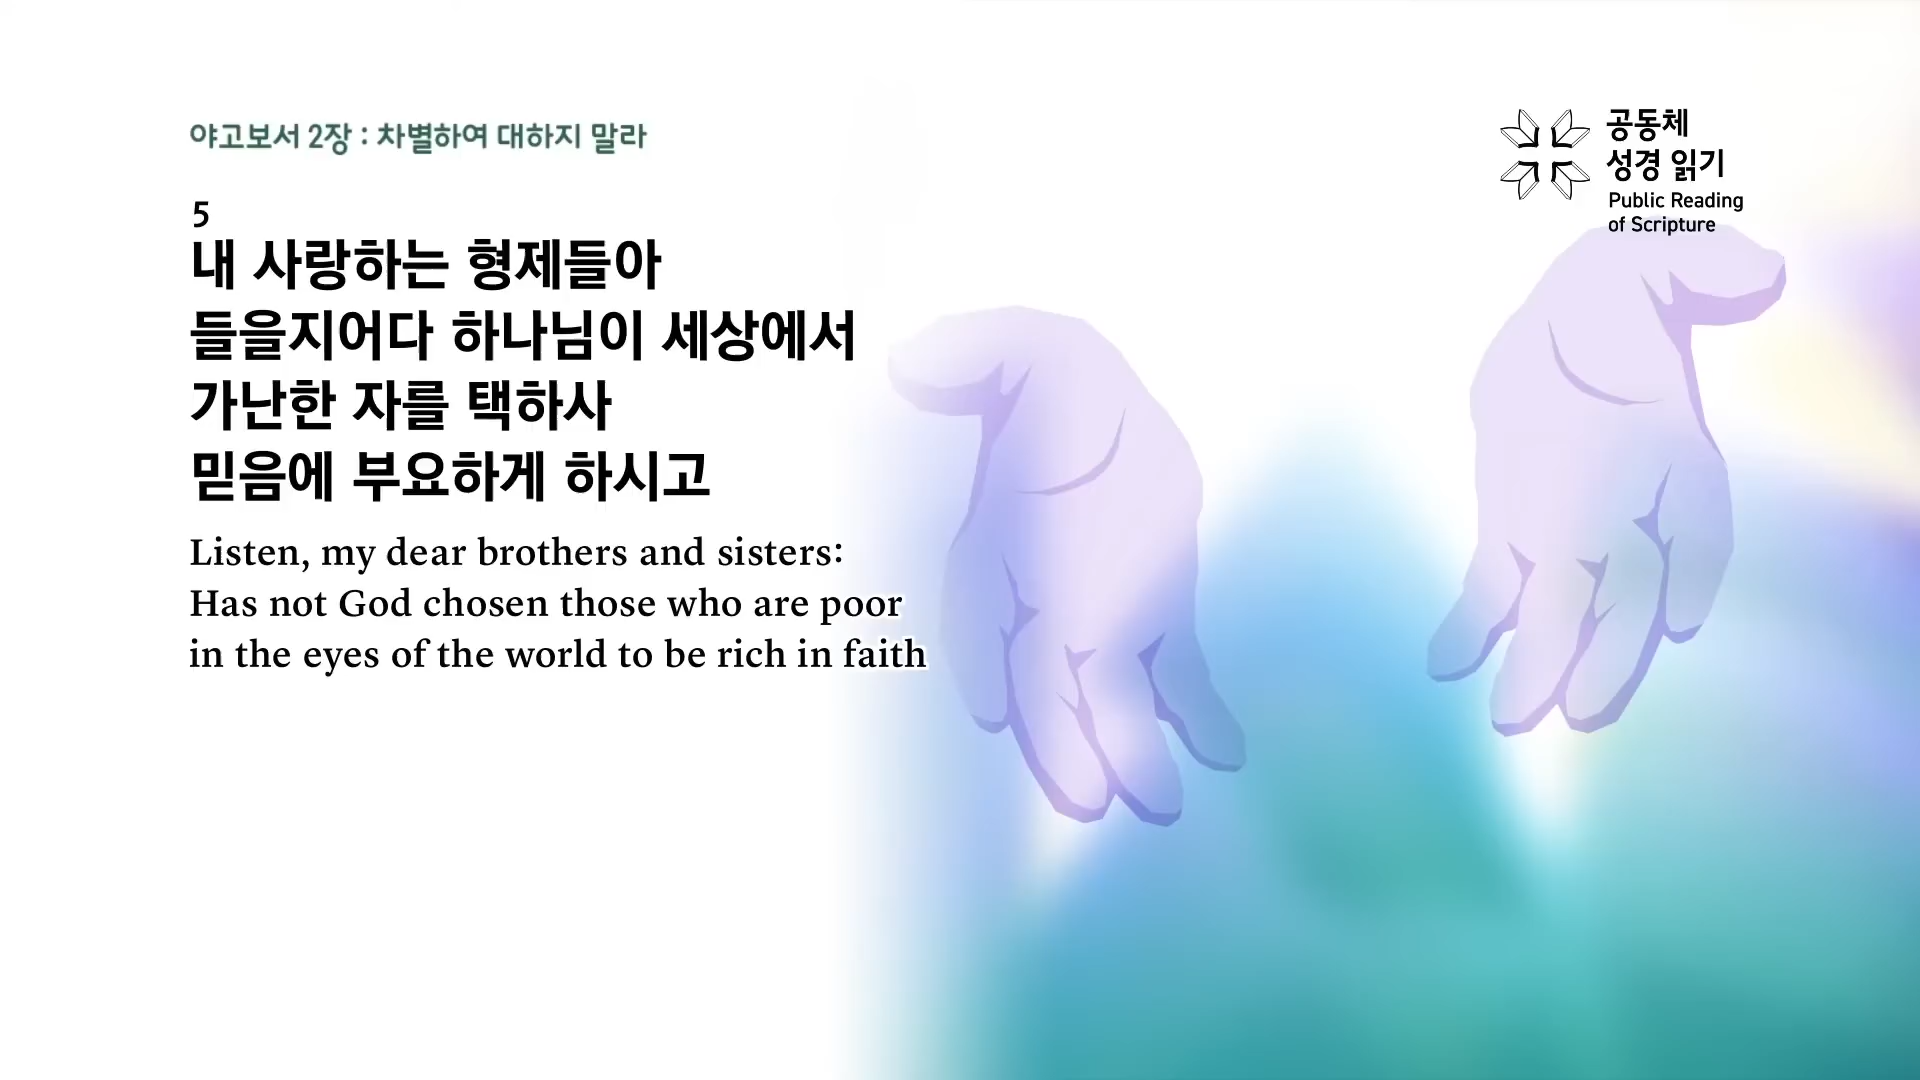 야고보서 2장 : 차별하여 대하지 말라
5
내 사랑하는 형제들아
들을지어다 하나님이 세상에서
가난한 자를 택하사
믿음에 부요하게 하시고
Listen, my dear brothers and sisters:
Has not God chosen those who are poor
in the eyes of the world to be rich in faith
공동체
성경 읽기
Public Reading
of Scripture